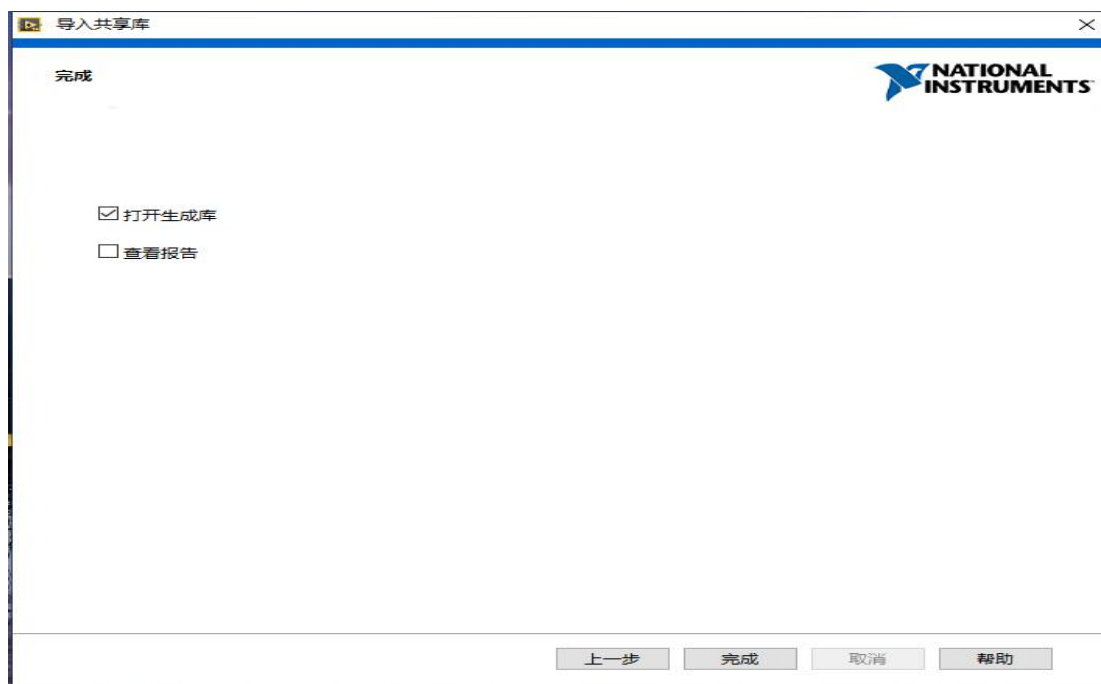 导入共享库
完成
NATIONAL
INSTRUMENTS
打开生成库
查看报告
上一步
完成
取消
帮助